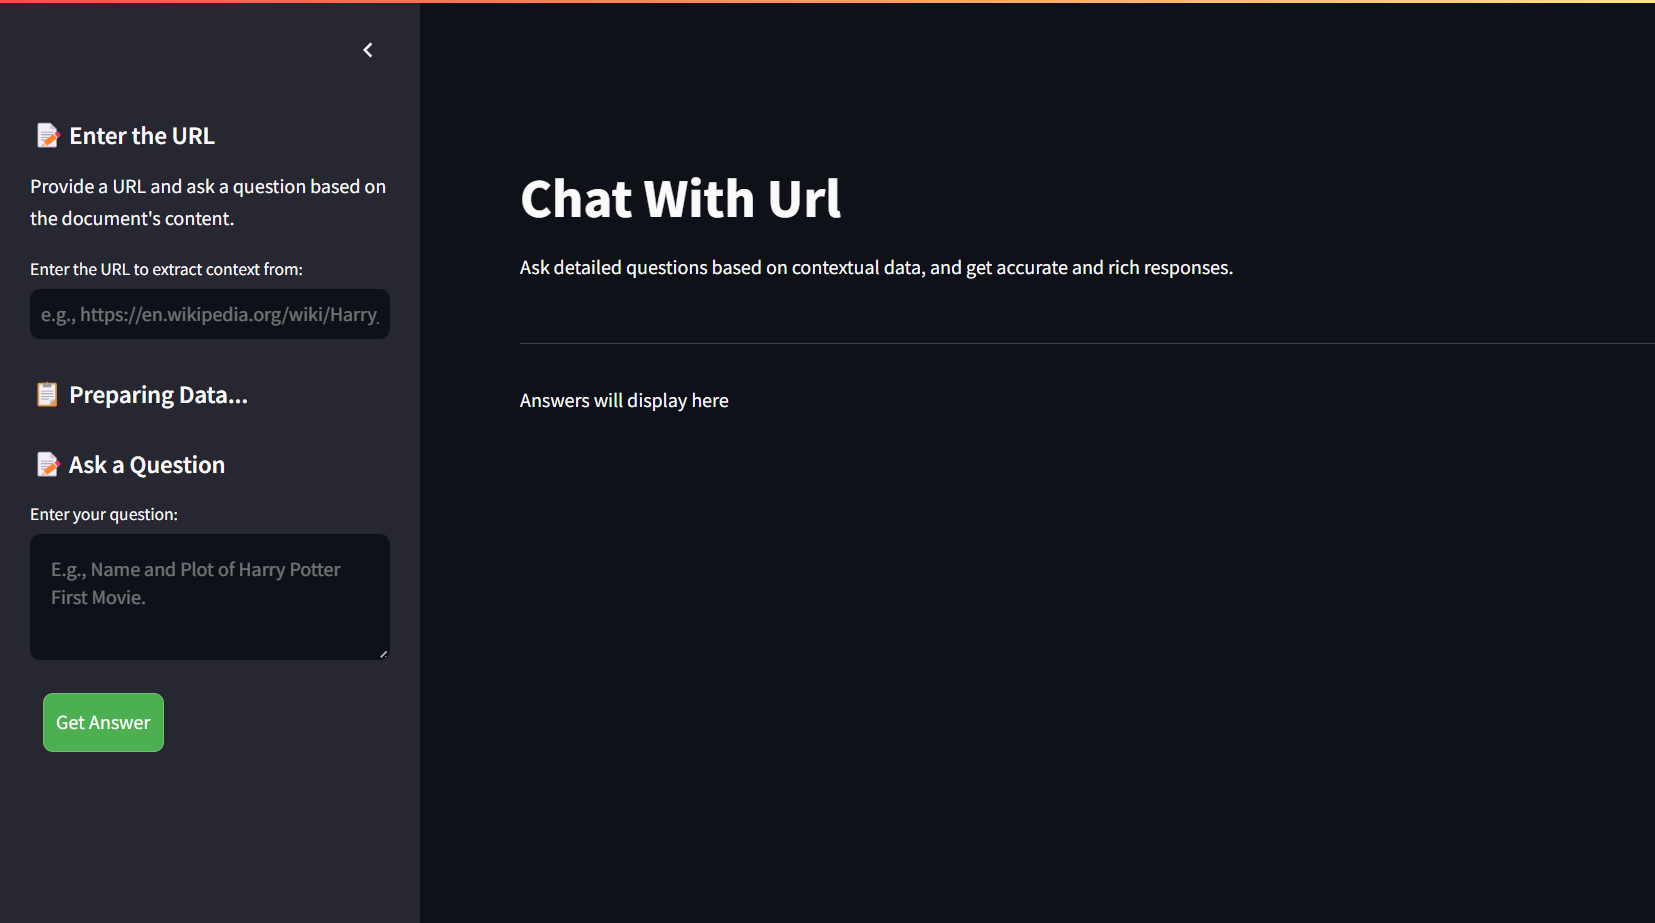 Enter the URL
Provide a URL and ask a question based on
the document's content.
Enter the URL to extract context from:
e.g., https://en.wikipedia.org/wiki/Harry_
Preparing Data...
Ask a Question
Enter your question:
E.g., Name and Plot of Harry Potter
First Movie.
Get Answer
Chat With Url
Ask detailed questions based on contextual data, and get accurate and rich responses.
Answers will display here